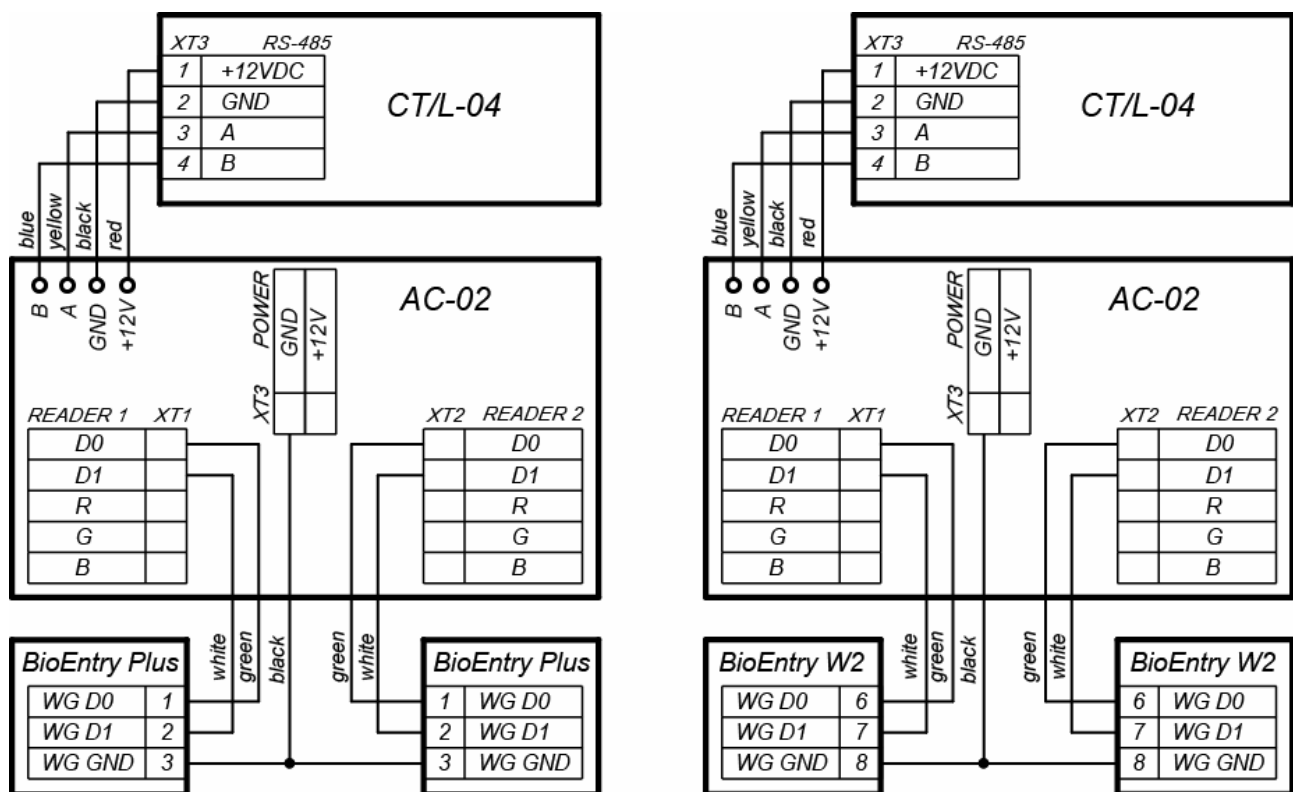 XT3 RS-485
1 +12VDC
2 GND
3 A
4 B
CT/L-04
blue
yellow
black
red
B
A
GND
+12V
POWER
GND
+12V
XT3
AC-02
READER 1 XT1
D0
D1
R
G
B
XT2 READER 2
D0
D1
R
G
B
white
green
black
green
white
BioEntry Plus
WG D0 1
WG D1 2
WG GND 3
BioEntry Plus
1 WG D0
2 WG D1
3 WG GND
XT3 RS-485
1 +12VDC
2 GND
3 A
4 B
CT/L-04
blue
yellow
black
red
B
A
GND
+12V
POWER
GND
+12V
XT3
AC-02
READER 1 XT1
D0
D1
R
G
B
XT2 READER 2
D0
D1
R
G
B
white
green
black
green
white
BioEntry W2
WG D0 6
WG D1 7
WG GND 8
BioEntry W2
6 WG D0
7 WG D1
8 WG GND